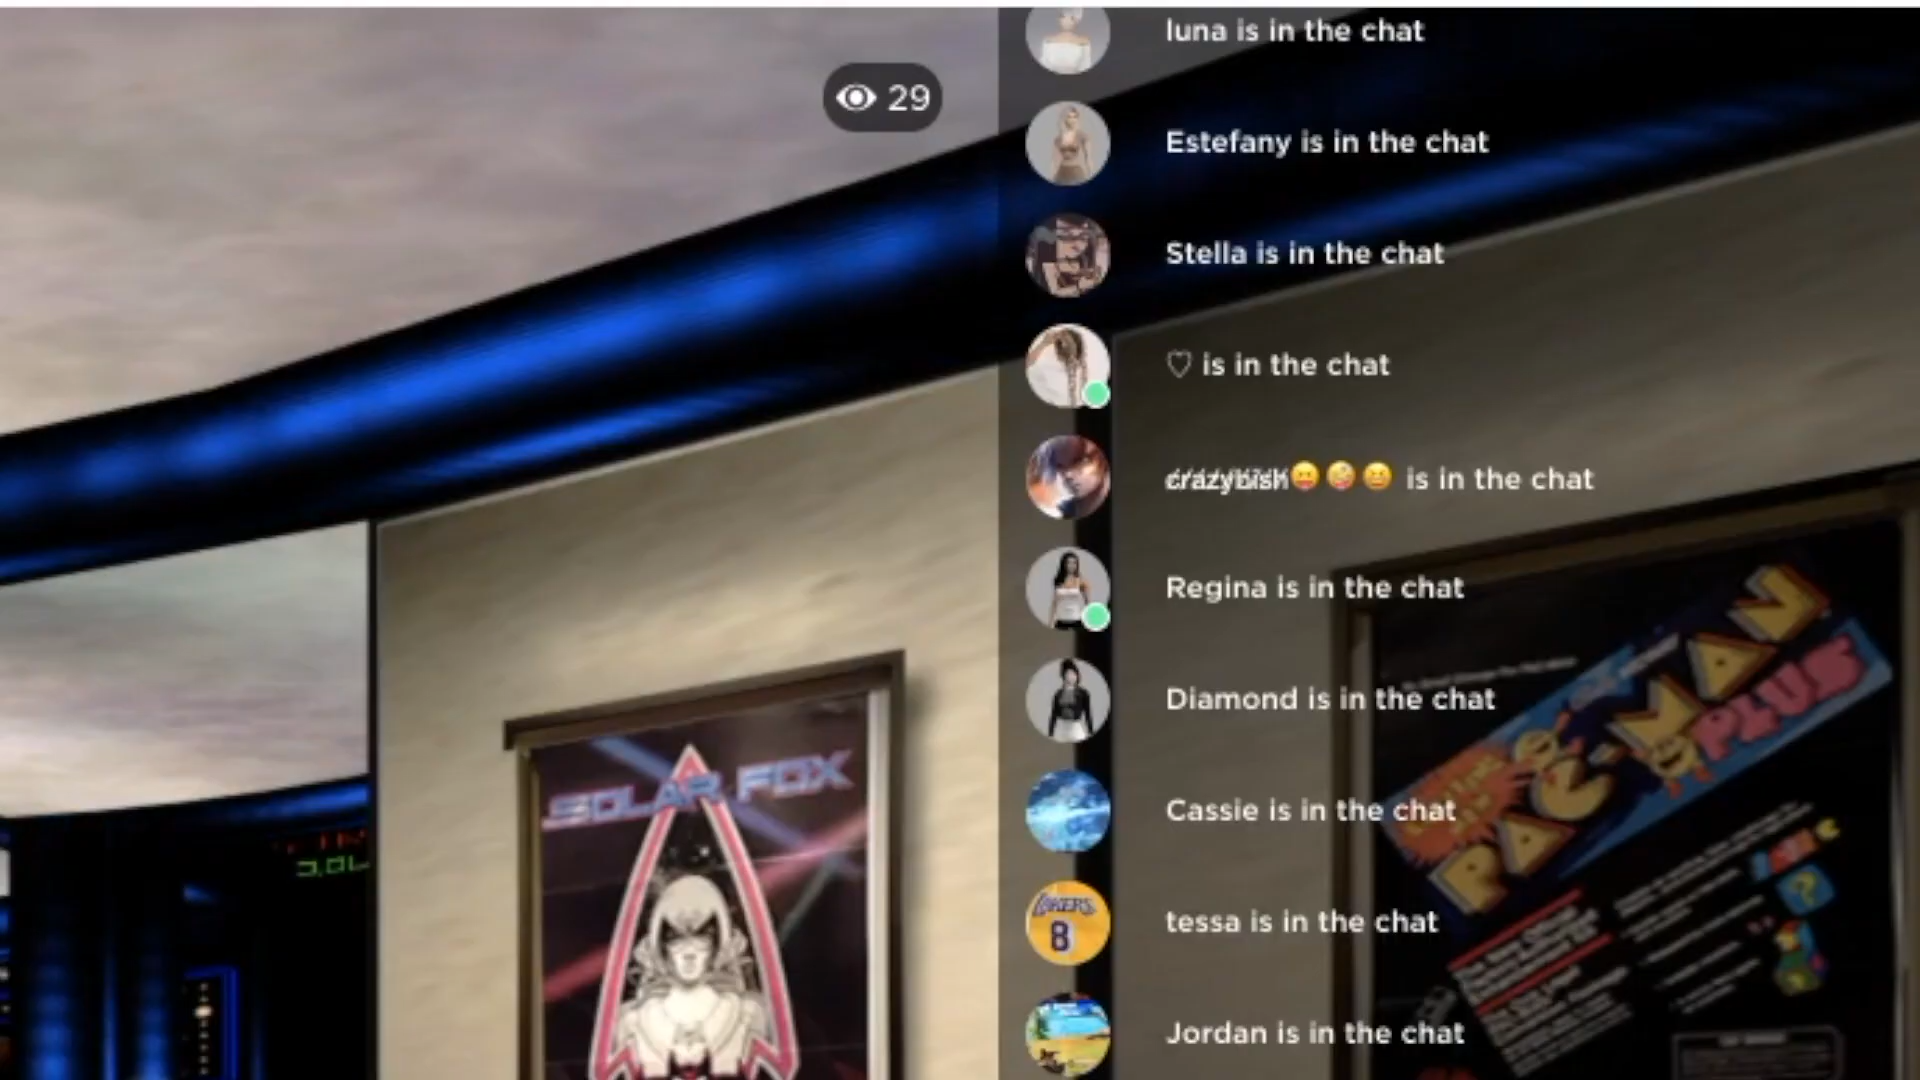 29
luna is in the chat
Estefany is in the chat
Stella is in the chat
♡ is in the chat
crazybish😛🤪😆 is in the chat
Regina is in the chat
Diamond is in the chat
Cassie is in the chat
tessa is in the chat
Jordan is in the chat
SOLAR FOX
PAC-MAN
PLUS
LAKERS
8